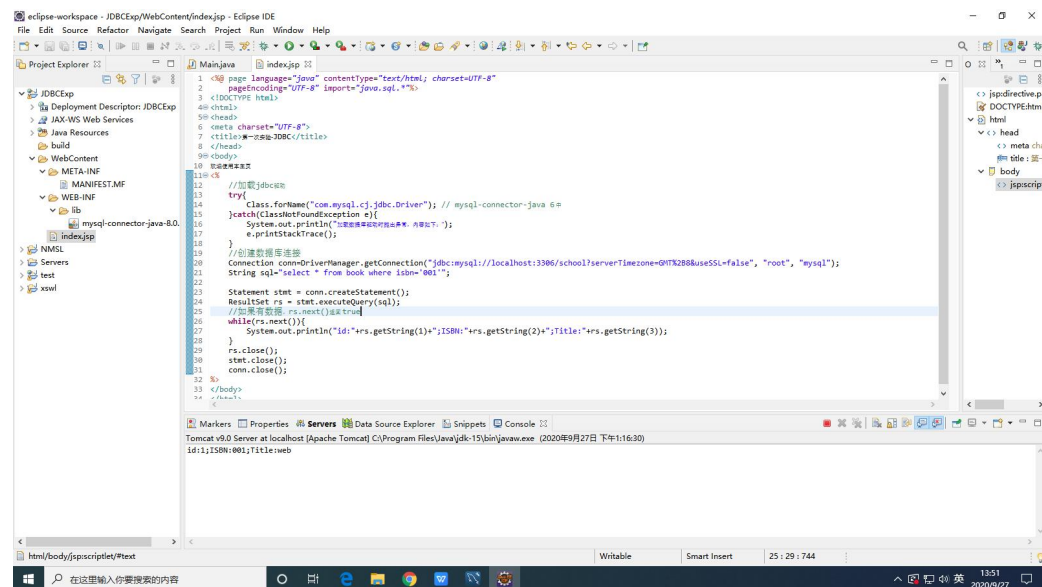 eclipse-workspace - JDBCExp/WebContent/index.jsp - Eclipse IDE
File Edit Source Refactor Navigate Search Project Run Window Help
Project Explorer
JDBCExp
Deployment Descriptor: JDBCExp
JAX-WS Web Services
Java Resources
build
WebContent
META-INF
MANIFEST.MF
WEB-INF
lib
mysql-connector-java-8.0.
index.jsp
NMSL
Servers
test
xswl
Main.java index.jsp
1 <%@ page language="java" contentType="text/html; charset=UTF-8"
2 pageEncoding="UTF-8" import="java.sql.*"%>
3 <!DOCTYPE html>
4 <html>
5 <head>
6 <meta charset="UTF-8">
7 <title>第一次实验-JDBC</title>
8 </head>
9 <body>
10 欢迎使用本主页
11 <%
12 //加载jdbc驱动
13 try{
14 Class.forName("com.mysql.cj.jdbc.Driver"); // mysql-connector-java 6中
15 }catch(ClassNotFoundException e){
16 System.out.println("加载数据库驱动时抛出异常，内容如下：");
17 e.printStackTrace();
18 }
19 //创建数据库连接
20 Connection conn=DriverManager.getConnection("jdbc:mysql://localhost:3306/school?serverTimezone=GMT%2B8&useSSL=false", "root", "mysql");
21 String sql="select * from book where isbn='001'";
22
23 Statement stmt = conn.createStatement();
24 ResultSet rs = stmt.executeQuery(sql);
25 //如果有数据，rs.next()返回true
26 while(rs.next()){
27 System.out.println("id:"+rs.getString(1)+";ISBN:"+rs.getString(2)+";Title:"+rs.getString(3));
28 }
29 rs.close();
30 stmt.close();
31 conn.close();
32 %>
33 </body>
34 </html>
jsp:directive.p
DOCTYPE:htm
html
head
meta cha
title : 第一
body
jsp:script
Markers Properties Servers Data Source Explorer Snippets Console
Tomcat v9.0 Server at localhost [Apache Tomcat] C:\Program Files\Java\jdk-15\bin\javaw.exe (2020年9月27日 下午1:16:30)
id:1;ISBN:001;Title:web
html/body/jsp:scriptlet/#text
Writable
Smart Insert
25 : 29 : 744
在这里输入你要搜索的内容
英
13:51
2020/9/27